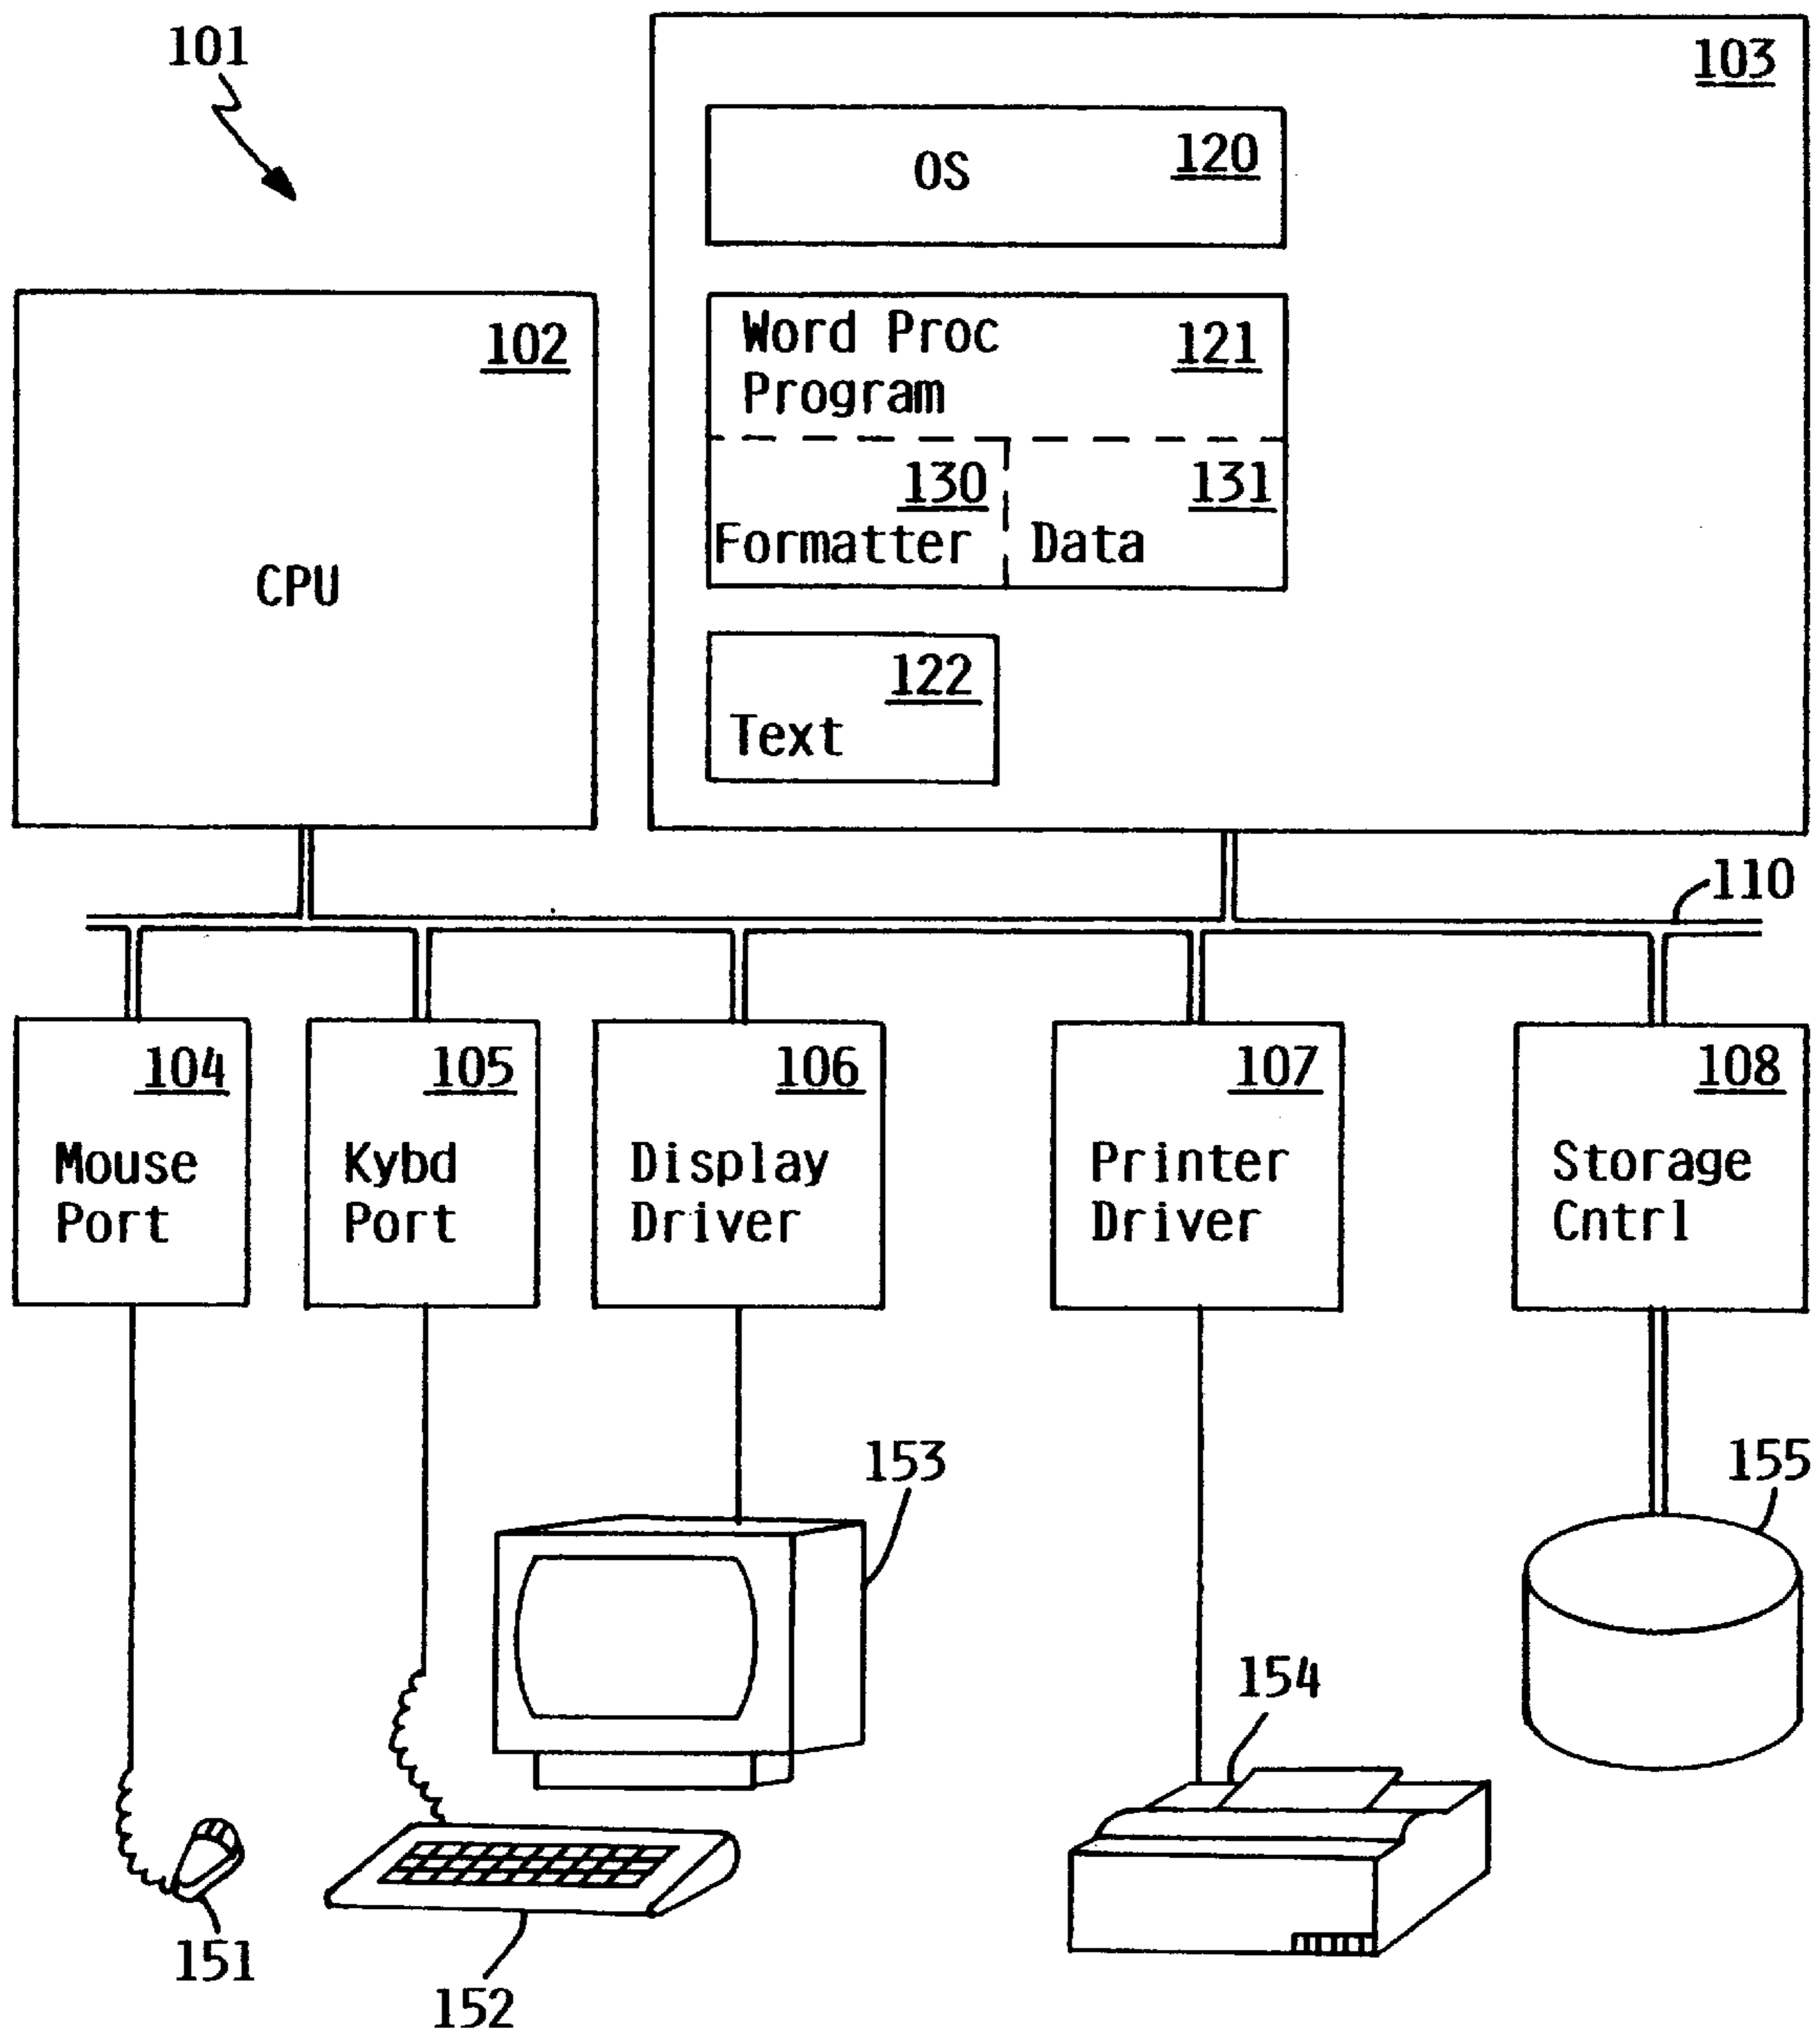 101
103
OS
120
102
CPU
Word Proc
Program
121
130
Formatter
131
Data
122
Text
110
104
Mouse
Port
105
Kybd
Port
106
Display
Driver
107
Printer
Driver
108
Storage
Cntrl
153
155
154
151
152